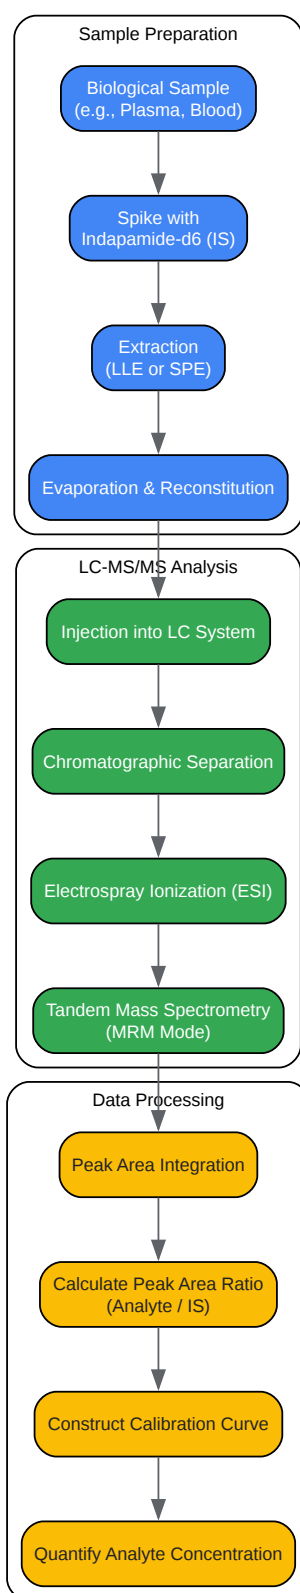 Sample Preparation
Biological Sample
(e.g., Plasma, Blood)
Spike with
Indapamide-d6 (IS)
Extraction
(LLE or SPE)
Evaporation & Reconstitution
LC-MS/MS Analysis
Injection into LC System
Chromatographic Separation
Electrospray Ionization (ESI)
Tandem Mass Spectrometry
(MRM Mode)
Data Processing
Peak Area Integration
Calculate Peak Area Ratio
(Analyte / IS)
Construct Calibration Curve
Quantify Analyte Concentration